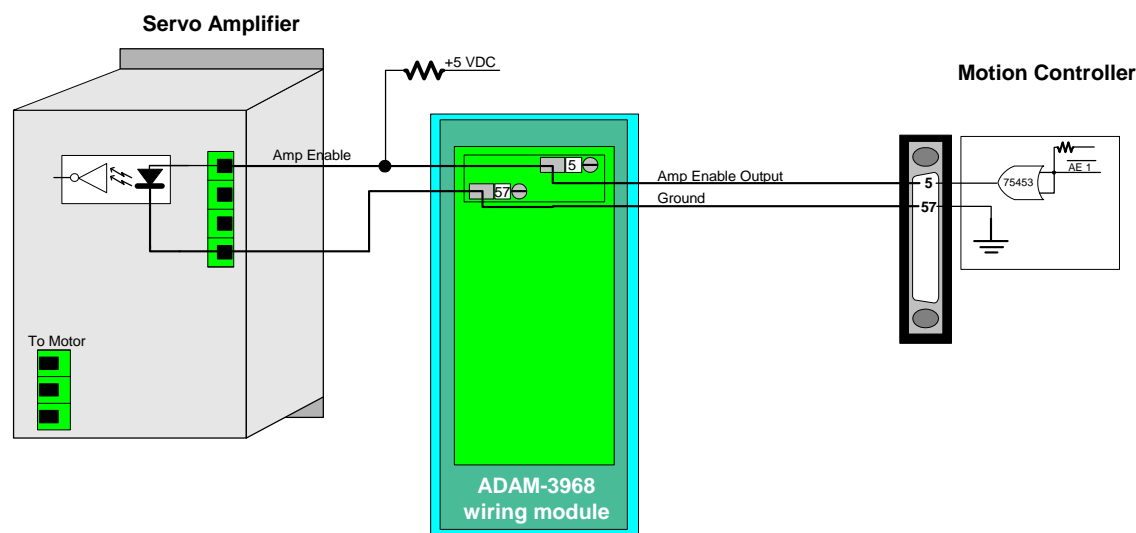 Servo Amplifier
+5 VDC
Motion Controller
Amp Enable
5
57
Amp Enable Output
Ground
5
57
75453
AE 1
To Motor
ADAM-3968
wiring module